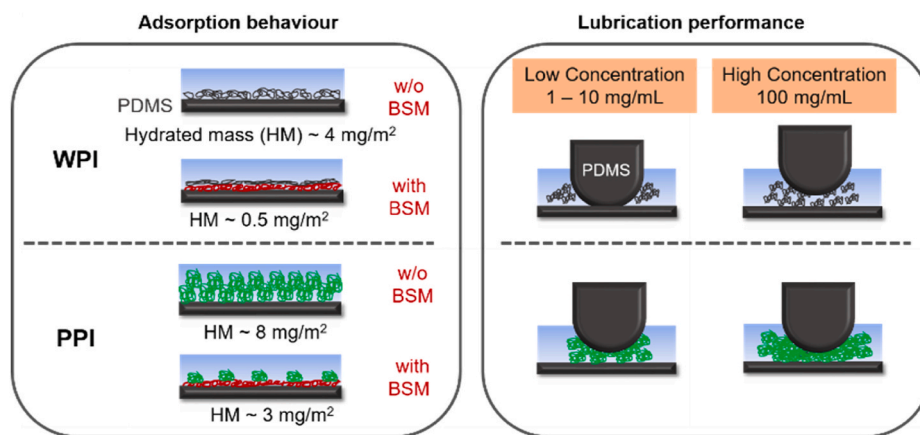 Adsorption behaviour
Lubrication performance
PDMS
w/o
BSM
Hydrated mass (HM) ~ 4 mg/m²
WPI
with
BSM
HM ~ 0.5 mg/m²
w/o
BSM
HM ~ 8 mg/m²
PPI
with
BSM
HM ~ 3 mg/m²
Low Concentration
1 – 10 mg/mL
High Concentration
100 mg/mL
PDMS